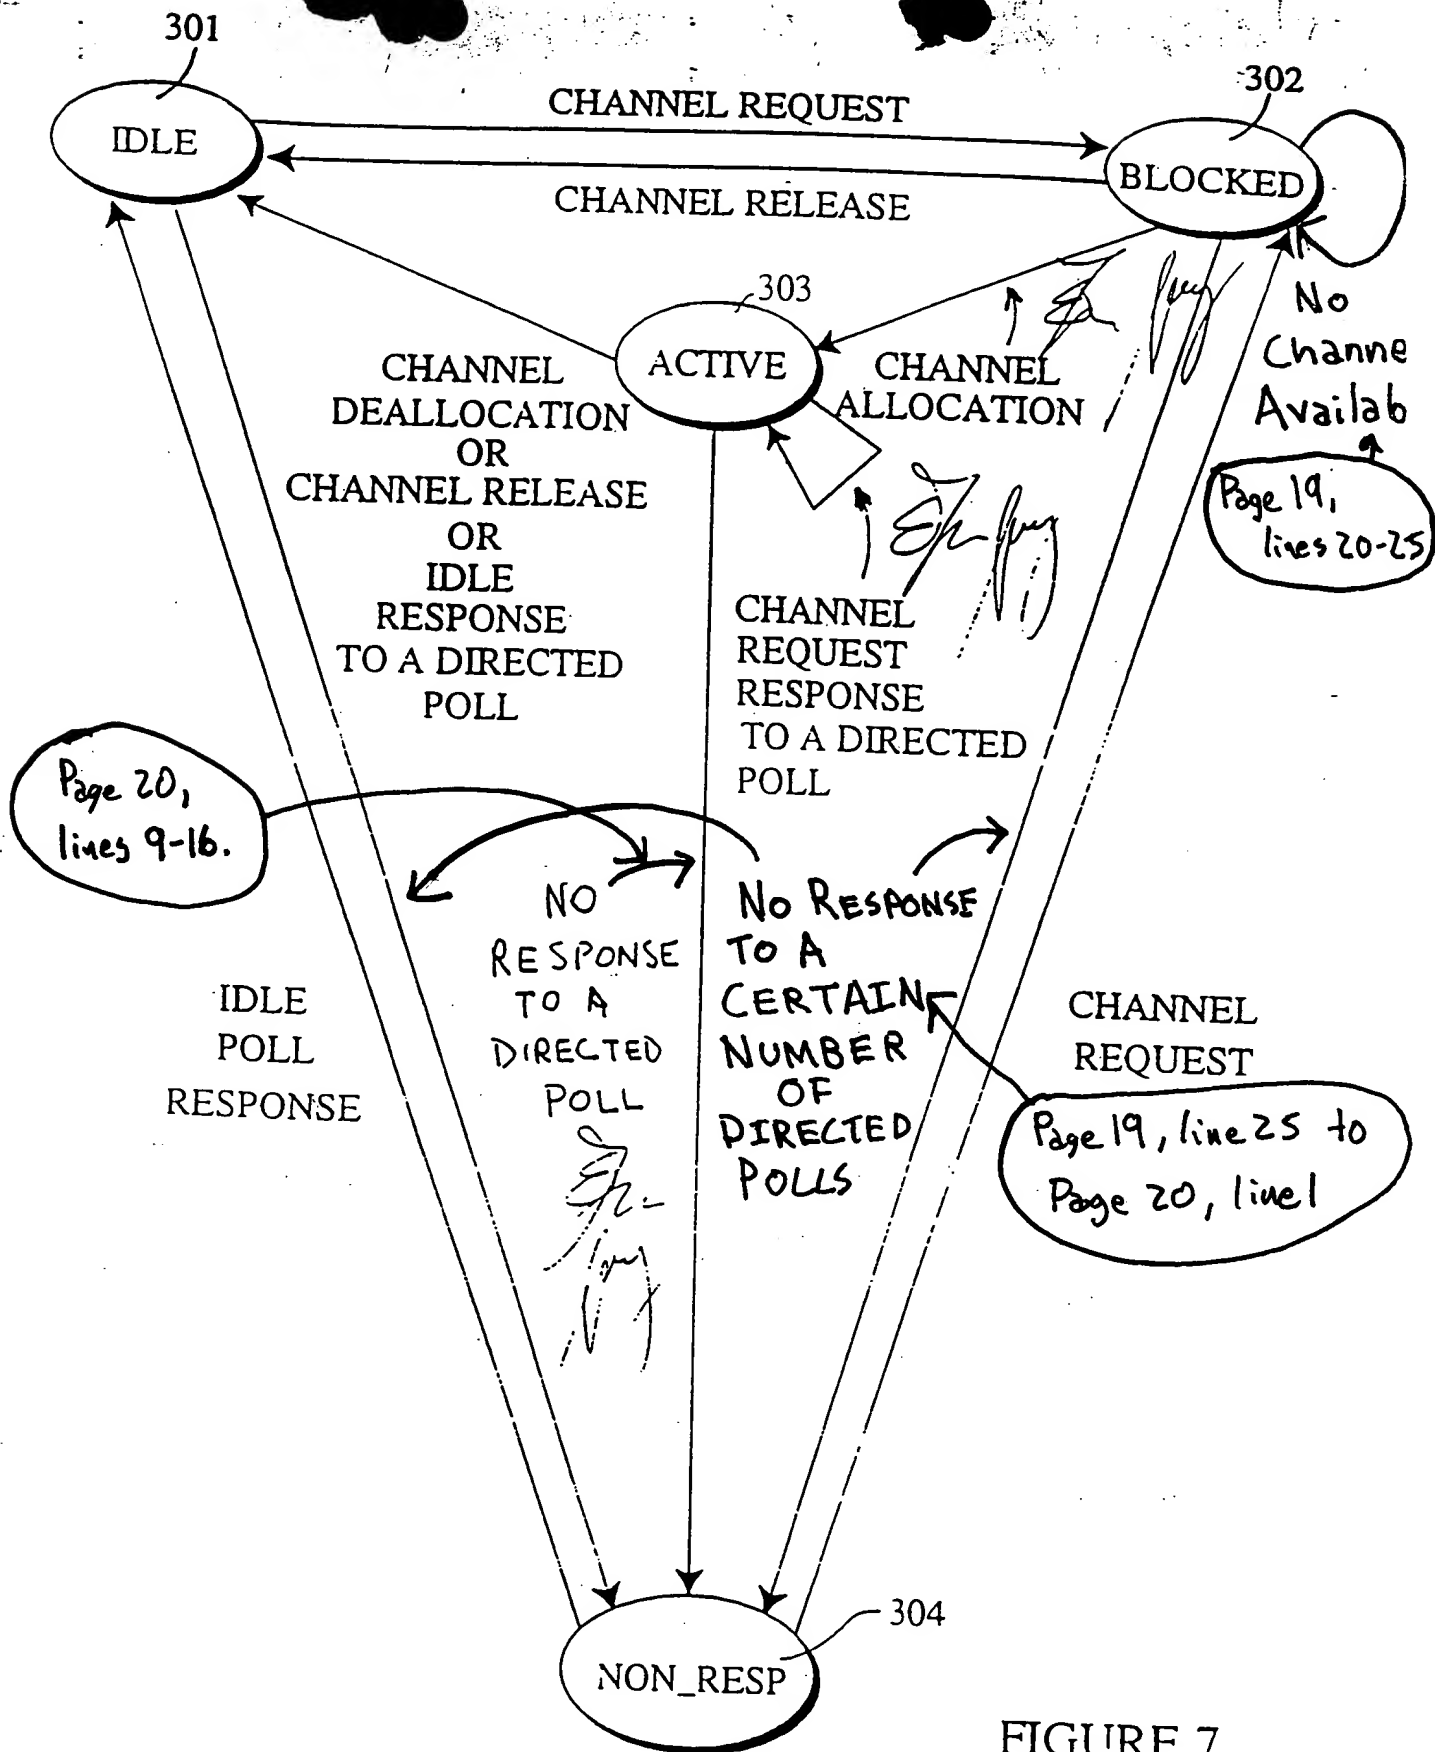 301
302
CHANNEL REQUEST
IDLE
BLOCKED
CHANNEL RELEASE
303
No
Channe
Availab
ACTIVE
CHANNEL
ALLOCATION
Page 19,
lines 20-25
CHANNEL
DEALLOCATION
OR
CHANNEL RELEASE
OR
IDLE
RESPONSE
TO A DIRECTED
POLL
CHANNEL
REQUEST
RESPONSE
TO A DIRECTED
POLL
Page 20,
lines 9-16.
NO
RESPONSE
TO A
DIRECTED
POLL
No RESPONSE
TO A
CERTAIN
NUMBER
OF
DIRECTED
POLLS
IDLE
POLL
RESPONSE
CHANNEL
REQUEST
Page 19, line 25 to
Page 20, line 1
304
NON_RESP
FIGURE 7